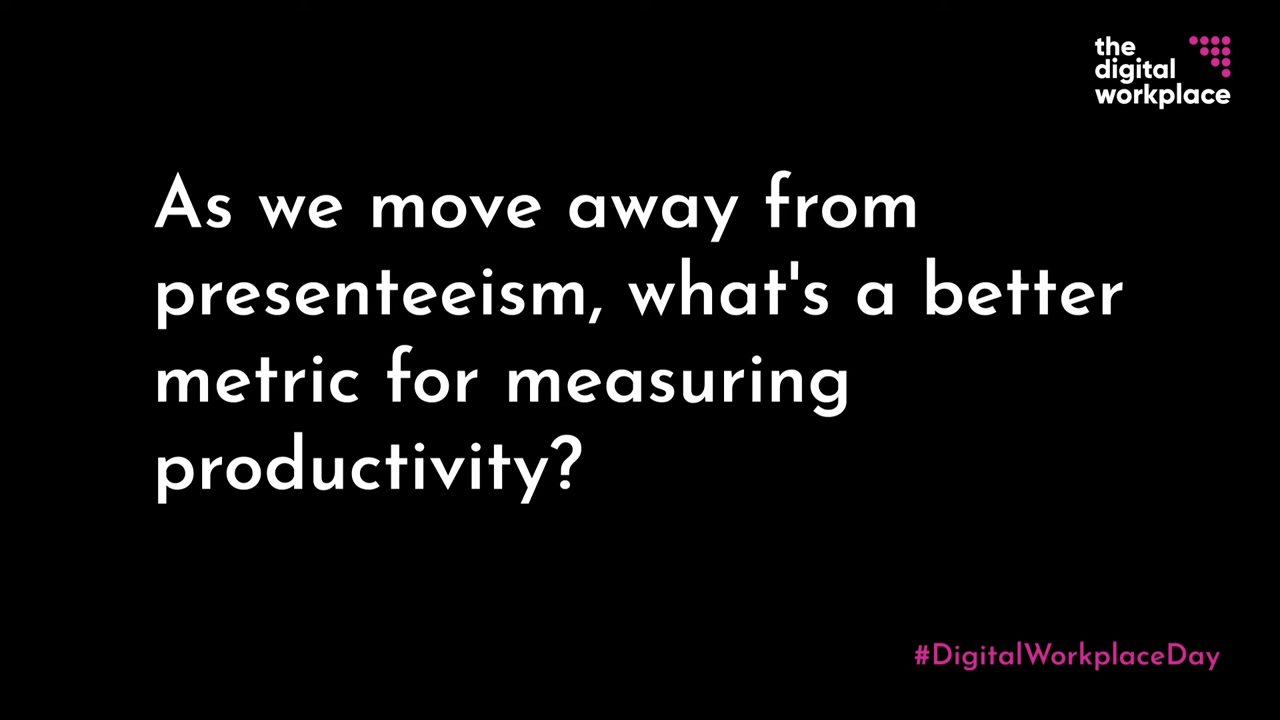 the
digital
workplace
As we move away from
presenteeism, what's a better
metric for measuring
productivity?
#DigitalWorkplaceDay